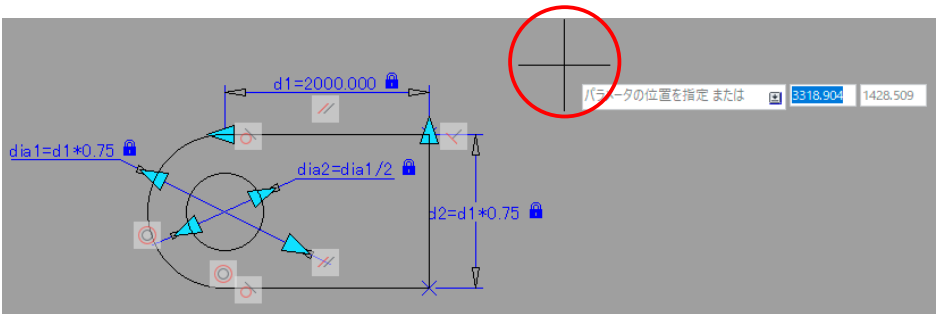 d1=2000.000
パラメータの位置を指定 または 3318.904 1428.509
dia1=d1*0.75
dia2=dia1/2
d2=d1*0.75